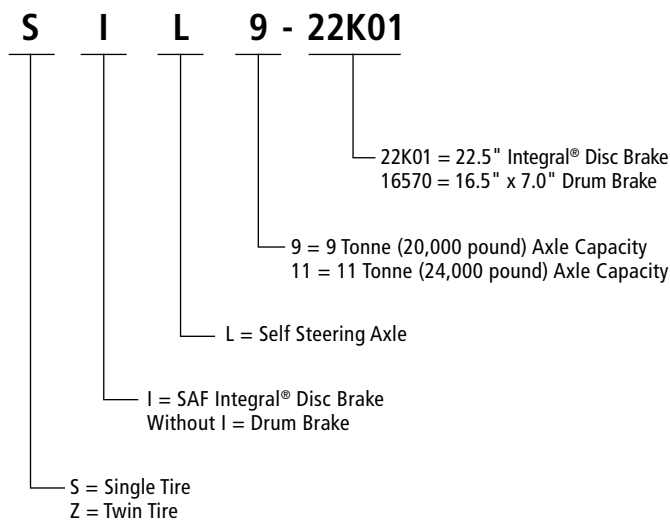 S I L 9 - 22K01
22K01 = 22.5" Integral® Disc Brake
16570 = 16.5" x 7.0" Drum Brake
9 = 9 Tonne (20,000 pound) Axle Capacity
11 = 11 Tonne (24,000 pound) Axle Capacity
L = Self Steering Axle
I = SAF Integral® Disc Brake
Without I = Drum Brake
S = Single Tire
Z = Twin Tire